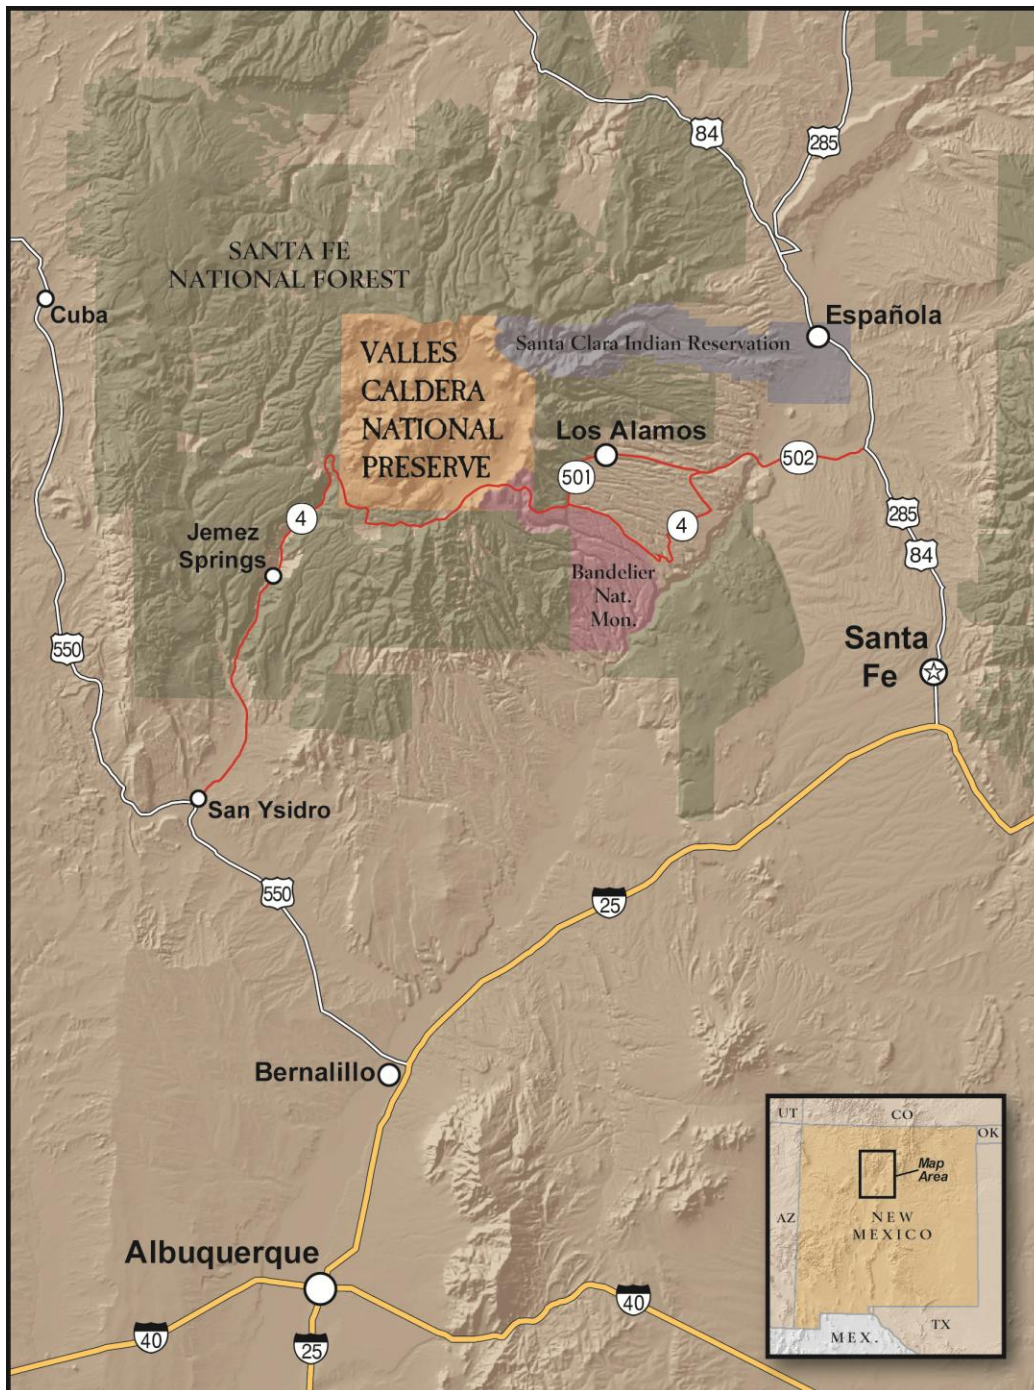 84
285
SANTA FE
NATIONAL FOREST
Cuba
Española
VALLES
CALDERA
NATIONAL
PRESERVE
Santa Clara Indian Reservation
Los Alamos
501
502
4
4
Jemez
Springs
285
84
Bandelier
Nat.
Mon.
550
Santa
Fe
San Ysidro
550
25
Bernalillo
Albuquerque
40
25
40
UT
CO
OK
Map
Area
AZ
NEW
MEXICO
TX
MEX.